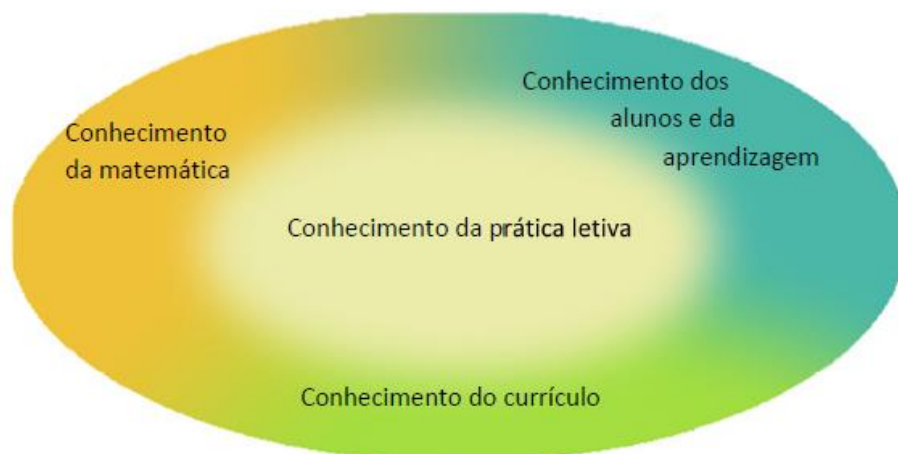 Conhecimento
da matemática
Conhecimento dos
alunos e da
aprendizagem
Conhecimento da prática letiva
Conhecimento do currículo